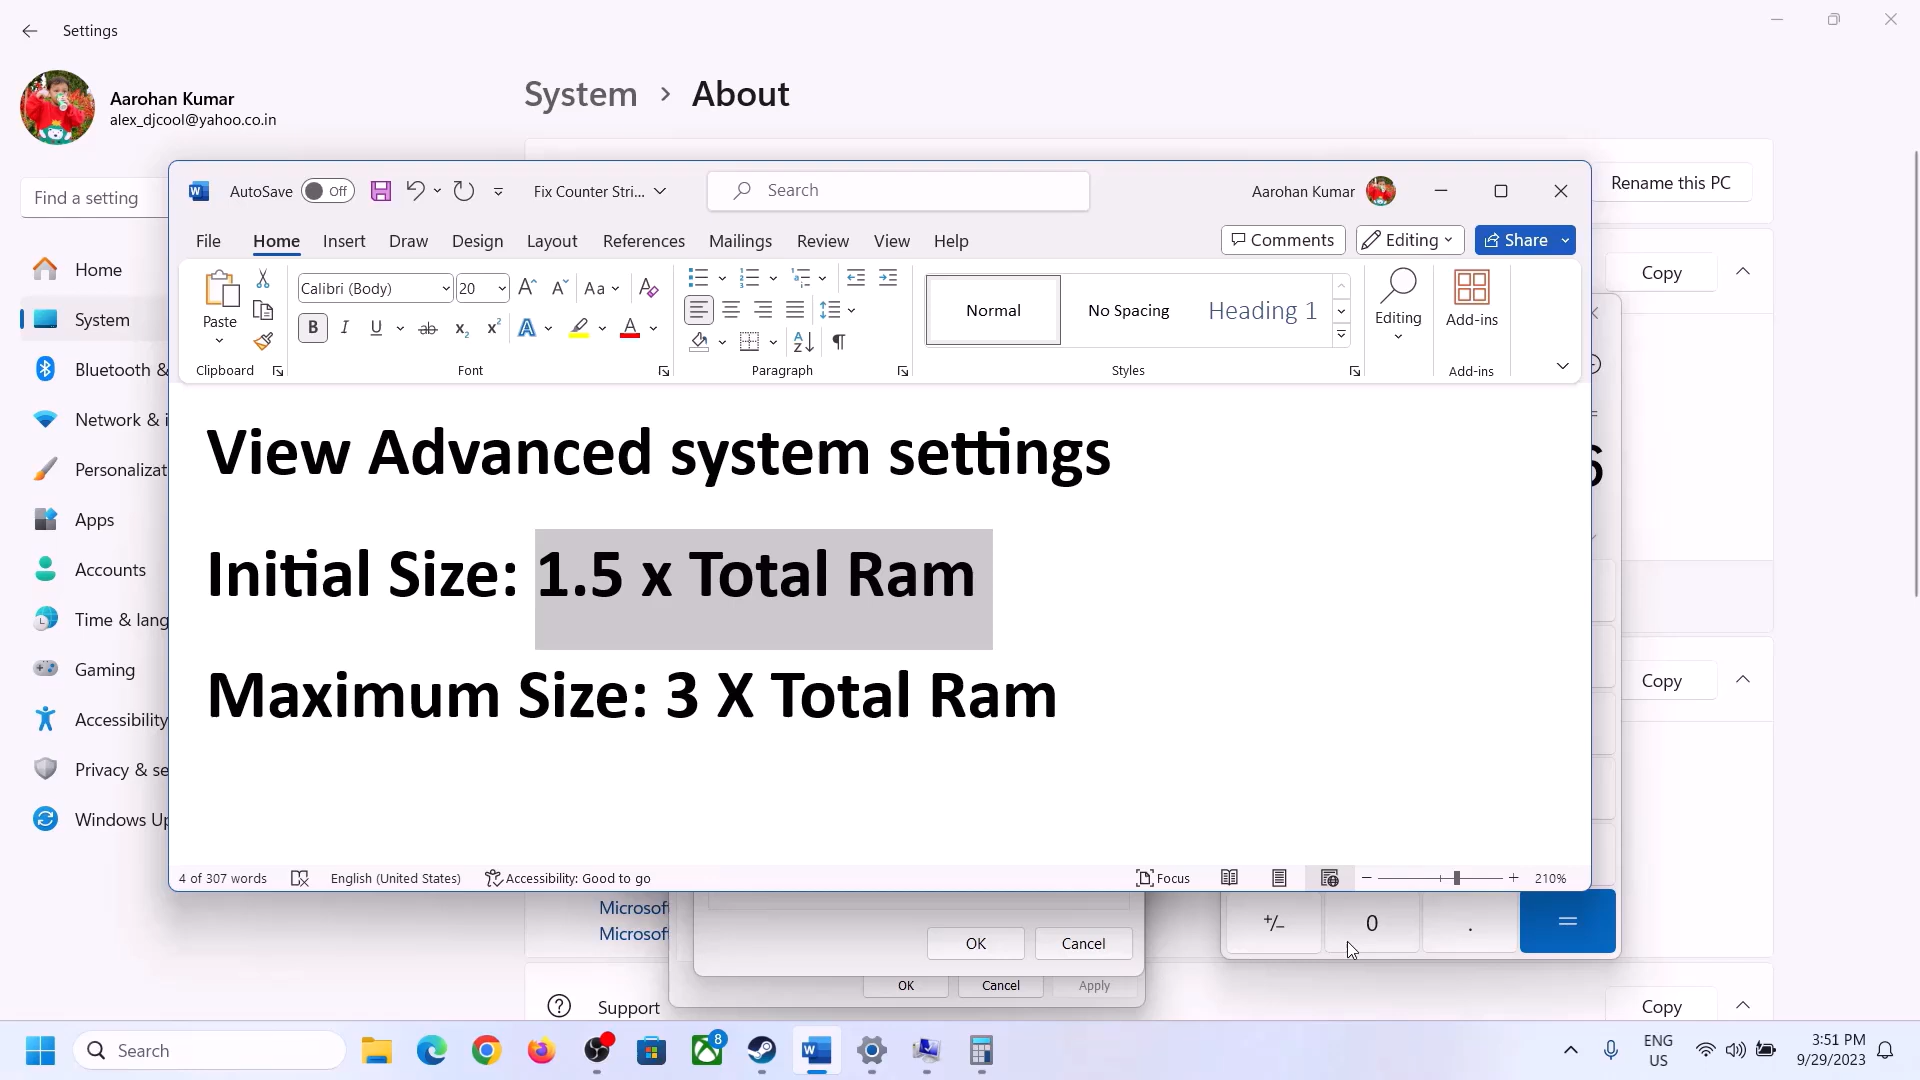 Settings
Aarohan Kumar
alex_djcool@yahoo.co.in
System > About
Find a setting
Rename this PC
AutoSave Off
Fix Counter Stri...
Search
Aarohan Kumar
File Home Insert Draw Design Layout References Mailings Review View Help
Comments Editing Share
Home
System
Bluetooth &
Network & i
Personalizat
Apps
Accounts
Time & lang
Gaming
Accessibility
Privacy & se
Windows Up
Paste
Calibri (Body) 20
Aa
B I U ab x₂ x² A A
A Z
Normal
No Spacing
Heading 1
Editing
Add-ins
Clipboard
Font
Paragraph
Styles
Add-ins
Copy
View Advanced system settings
Initial Size: 1.5 x Total Ram
Maximum Size: 3 X Total Ram
Copy
4 of 307 words
English (United States)
Accessibility: Good to go
Focus
210%
Microsof
Microsof
OK Cancel
OK Cancel Apply
+/- 0 . =
Support
Copy
Search
8
ENG
US
3:51 PM
9/29/2023